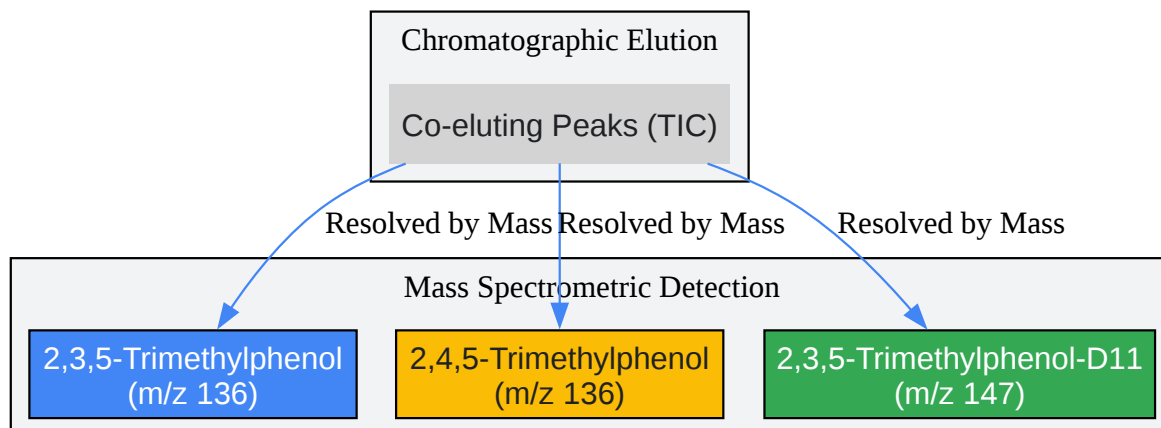 Chromatographic Elution
Co-eluting Peaks (TIC)
Resolved by Mass
Resolved by Mass
Resolved by Mass
Mass Spectrometric Detection
2,3,5-Trimethylphenol
(m/z 136)
2,4,5-Trimethylphenol
(m/z 136)
2,3,5-Trimethylphenol-D11
(m/z 147)